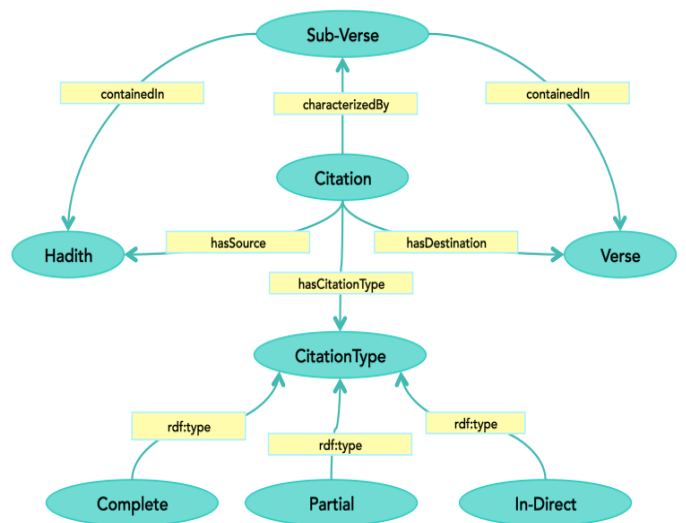 Sub-Verse
containedIn
containedIn
characterizedBy
Citation
hasSource
hasDestination
Hadith
Verse
hasCitationType
CitationType
rdf:type
rdf:type
rdf:type
Complete
Partial
In-Direct